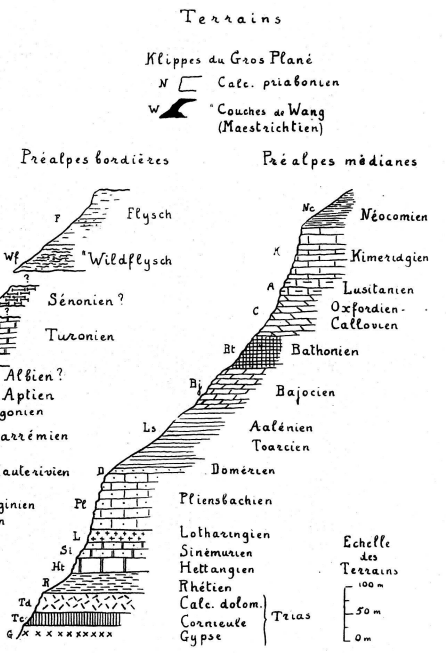 Terrains
Klippes du Gros Plané
N Calc. priabonien
W "Couches de Wang
(Maestrichtien)
Préalpes bordières
Préalpes médianes
F Flysch
Wf "Wildflysch
?
Sénonien?
?
Turonien
Albien?
Aptien
gonien
arrémien
auterivien
ginien
n
Nc Néocomien
K Kimeridgien
A Lusitanien
C Oxfordien-
Callovien
Bt Bathonien
Bj Bajocien
Ls Aalénien
Toarcien
D Domérien
Pl Pliensbachien
L Lotharingien
Si Sinémurien
Ht Hettangien
R Rhétien
Td Calc. dolom.
Tc Cornieule
G Gypse
Trias
Echelle
des
Terrains
100 m
50 m
0 m